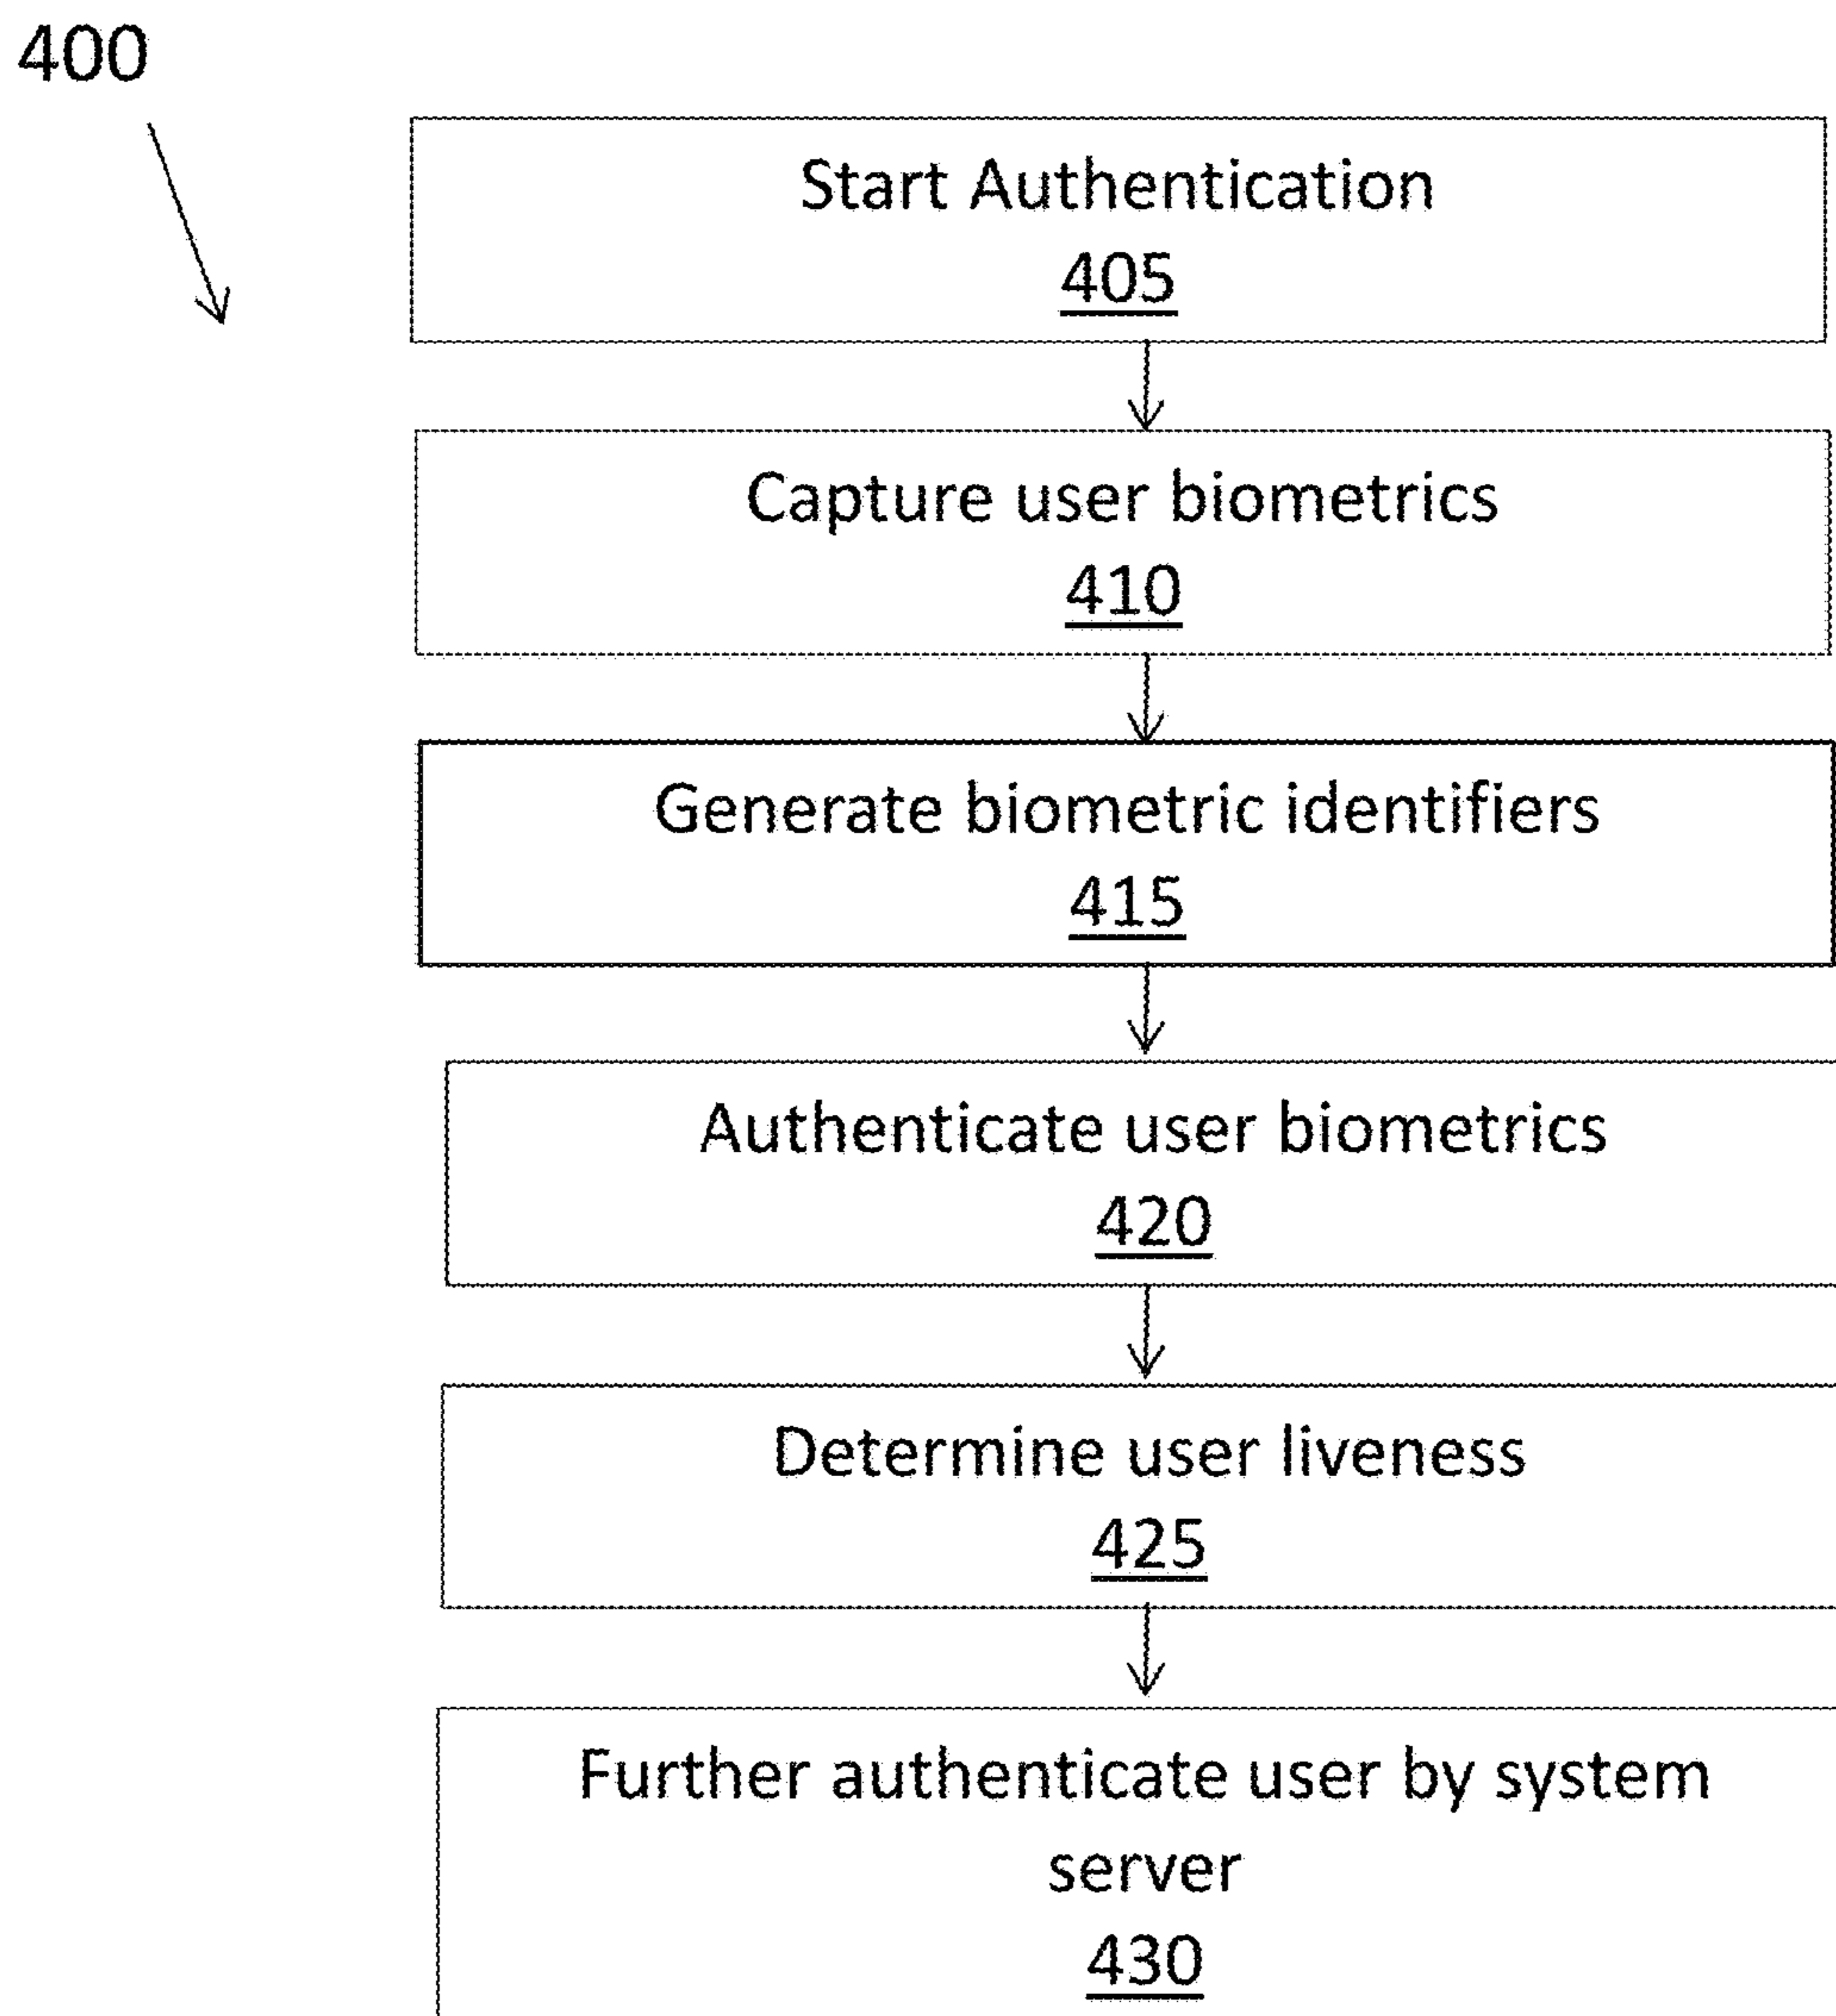 400
Start Authentication
405
Capture user biometrics
410
Generate biometric identifiers
415
Authenticate user biometrics
420
Determine user liveness
425
Further authenticate user by system
server
430